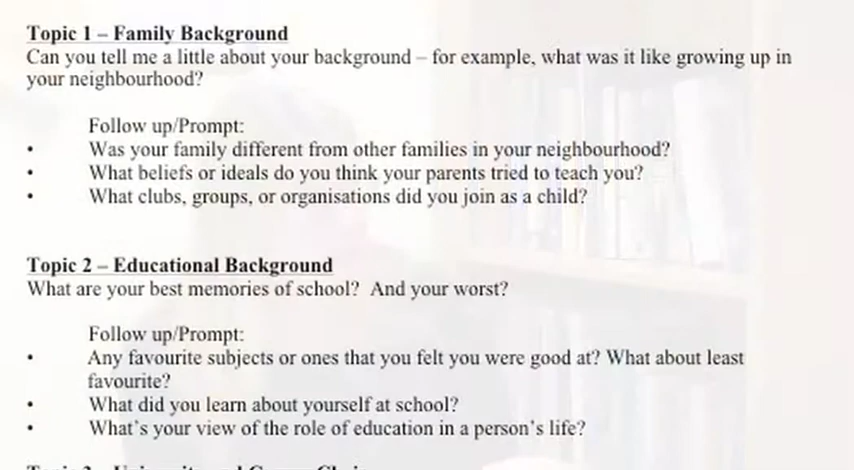 Topic 1 – Family Background
Can you tell me a little about your background – for example, what was it like growing up in
your neighbourhood?
Follow up/Prompt:
• Was your family different from other families in your neighbourhood?
• What beliefs or ideals do you think your parents tried to teach you?
• What clubs, groups, or organisations did you join as a child?
Topic 2 – Educational Background
What are your best memories of school?  And your worst?
Follow up/Prompt:
• Any favourite subjects or ones that you felt you were good at? What about least
favourite?
• What did you learn about yourself at school?
• What's your view of the role of education in a person's life?